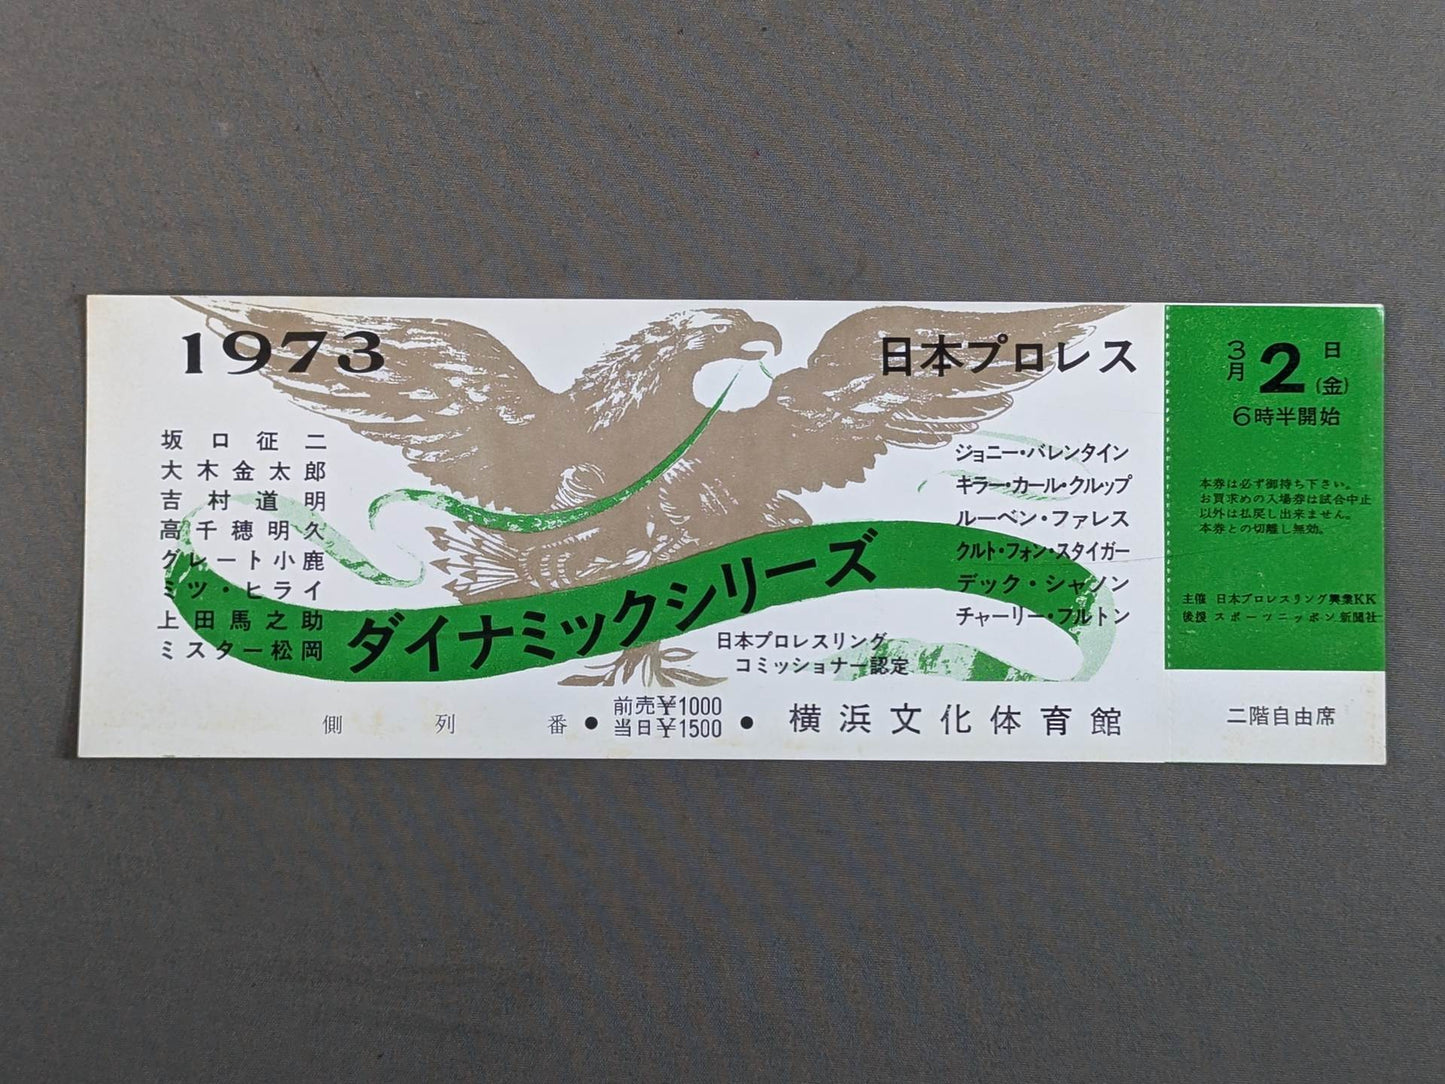 1973
日本プロレス
坂口征二
大木金太郎
吉村道明
高千穂明久
グレート小鹿
ミツ・ヒライ
上田馬之助
ミスター松岡
ダイナミックシリーズ
日本プロレスリング
コミッショナー認定
ジョニー・バレンタイン
キラー・カール・クルップ
ルーベン・ファレス
クルト・フォン・スタイガー
デック・シャノン
チャーリー・フルトン
側 列 番 ● 前売¥1000
当日¥1500 ● 横浜文化体育館
3月2日(金)
6時半開始
本券は必ず御持ち下さい。
お買求めの入場券は試合中止
以外は払戻し出来ません。
本券との切離し無効。
主催 日本プロレスリング興業KK
後援 スポーツニッポン新聞社
二階自由席